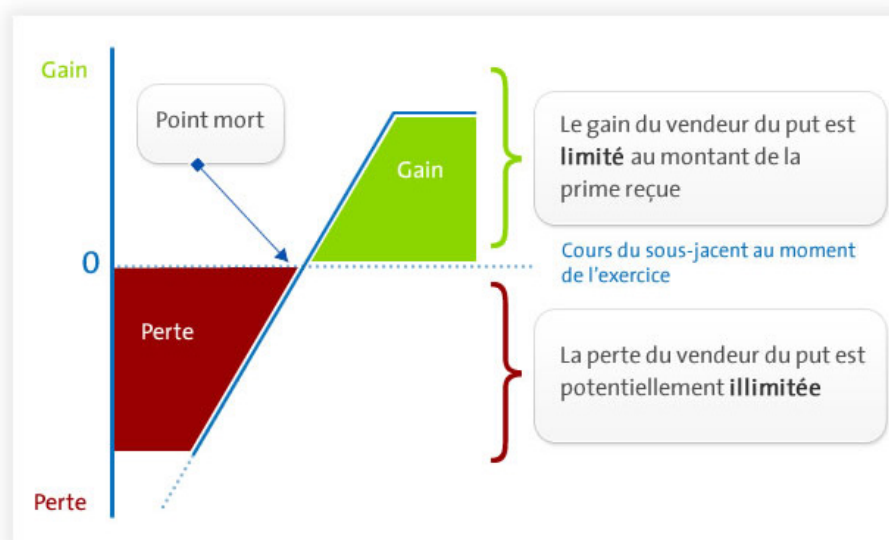 Gain
Point mort
Le gain du vendeur du put est
limité au montant de la
prime reçue
Gain
0
Cours du sous-jacent au moment
de l'exercice
Perte
La perte du vendeur du put est
potentiellement illimitée
Perte